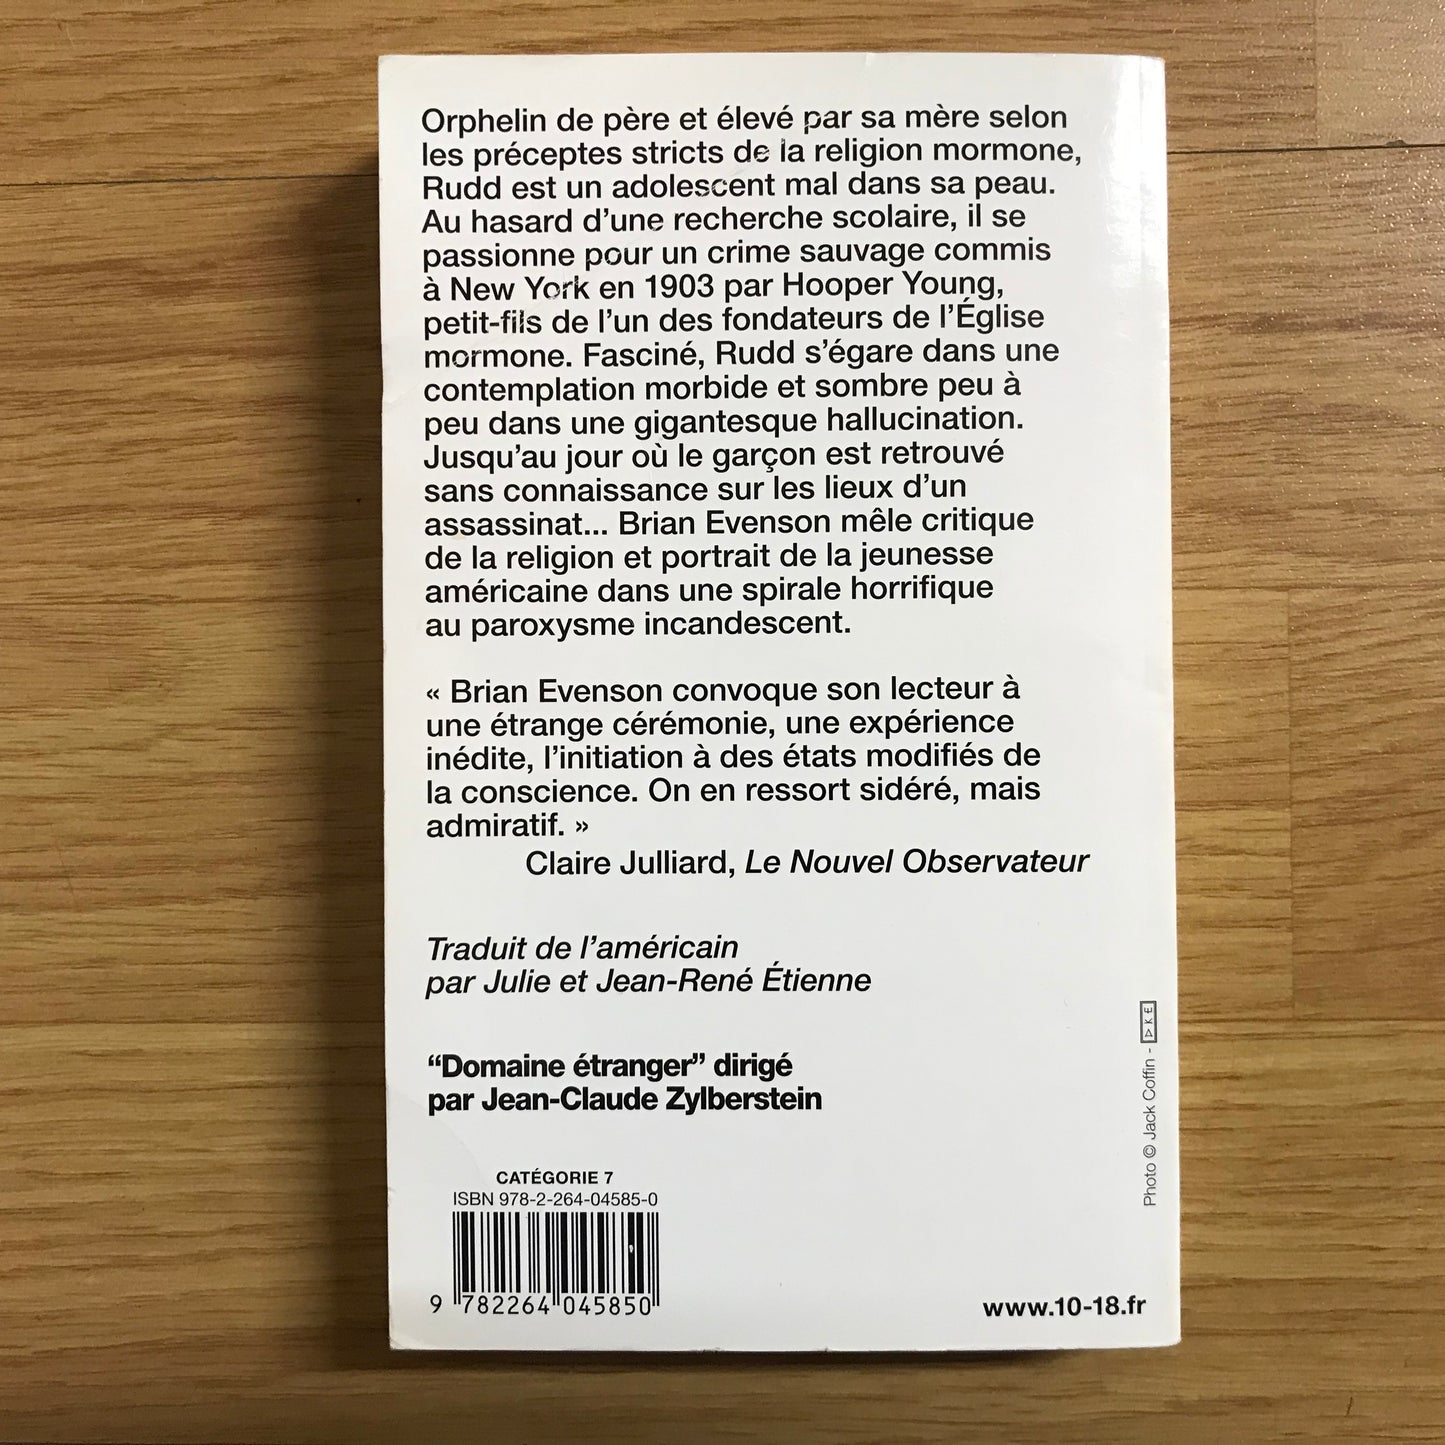 Orphelin de père et élevé par sa mère selon
les préceptes stricts de la religion mormone,
Rudd est un adolescent mal dans sa peau.
Au hasard d’une recherche scolaire, il se
passionne pour un crime sauvage commis
à New York en 1903 par Hooper Young,
petit-fils de l’un des fondateurs de l’Église
mormone. Fasciné, Rudd s’égare dans une
contemplation morbide et sombre peu à
peu dans une gigantesque hallucination.
Jusqu’au jour où le garçon est retrouvé
sans connaissance sur les lieux d’un
assassinat... Brian Evenson mêle critique
de la religion et portrait de la jeunesse
américaine dans une spirale horrifique
au paroxysme incandescent.
« Brian Evenson convoque son lecteur à
une étrange cérémonie, une expérience
inédite, l’initiation à des états modifiés de
la conscience. On en ressort sidéré, mais
admiratif. »
Claire Julliard, Le Nouvel Observateur
Traduit de l’américain
par Julie et Jean-René Étienne
“Domaine étranger” dirigé
par Jean-Claude Zylberstein
CATÉGORIE 7
ISBN 978-2-264-04585-0
9 782264 045850
www.10-18.fr
Photo © Jack Coffin -